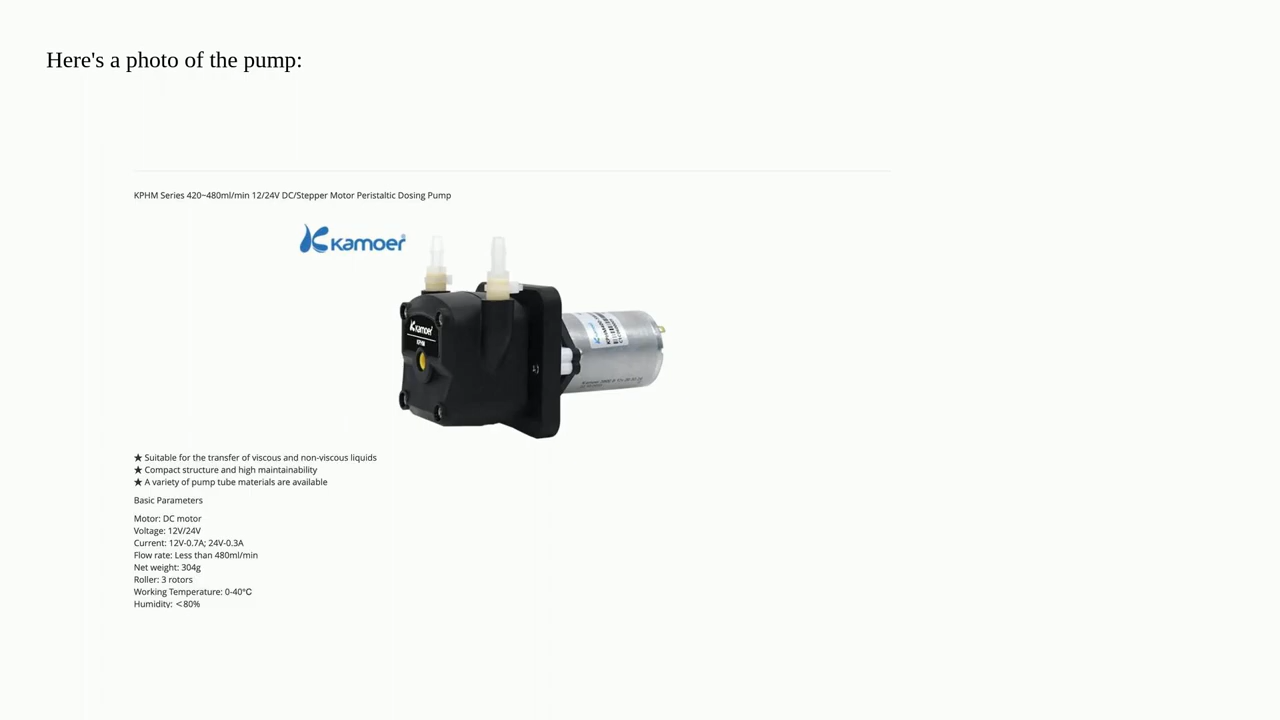 Here's a photo of the pump:
KPHM Series 420~480ml/min 12/24V DC/Stepper Motor Peristaltic Dosing Pump
Kamoer®
Kamoer
KPHM
★ Suitable for the transfer of viscous and non-viscous liquids
★ Compact structure and high maintainability
★ A variety of pump tube materials are available
Basic Parameters
Motor: DC motor
Voltage: 12V/24V
Current: 12V-0.7A; 24V-0.3A
Flow rate: Less than 480ml/min
Net weight: 304g
Roller: 3 rotors
Working Temperature: 0-40℃
Humidity: ＜80%